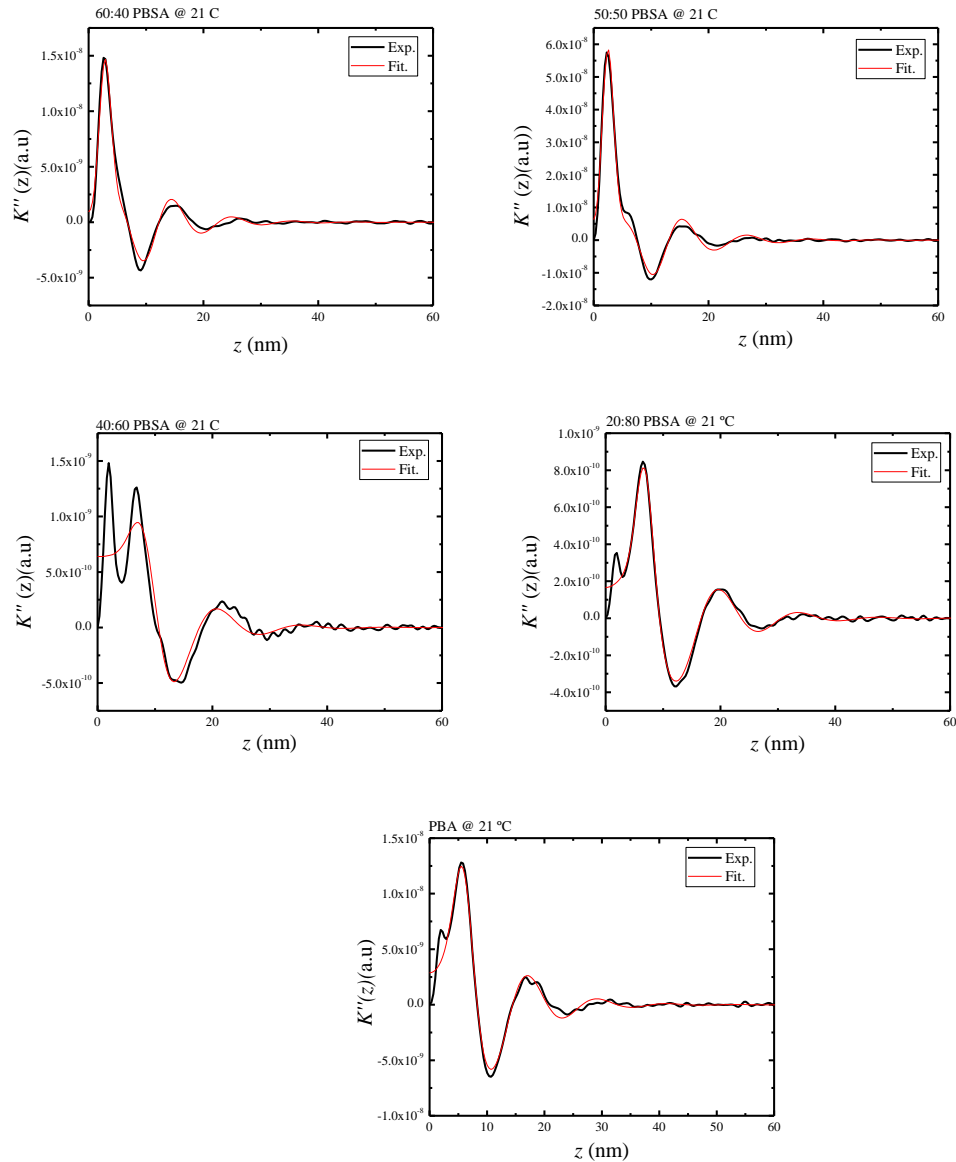 60:40 PBSA @ 21 C
1.5x10⁻⁸
1.0x10⁻⁸
5.0x10⁻⁹
0.0
-5.0x10⁻⁹
K'' (z)(a.u)
Exp.
Fit.
0 20 40 60
z (nm)
50:50 PBSA @ 21 C
6.0x10⁻⁸
5.0x10⁻⁸
4.0x10⁻⁸
3.0x10⁻⁸
2.0x10⁻⁸
1.0x10⁻⁸
0.0
-1.0x10⁻⁸
-2.0x10⁻⁸
K'' (z)(a.u))
Exp.
Fit.
0 20 40 60
z (nm)
40:60 PBSA @ 21 C
1.5x10⁻⁹
1.0x10⁻⁹
5.0x10⁻¹⁰
0.0
-5.0x10⁻¹⁰
K'' (z)(a.u)
Exp.
Fit.
0 20 40 60
z (nm)
20:80 PBSA @ 21 ºC
1.0x10⁻⁹
8.0x10⁻¹⁰
6.0x10⁻¹⁰
4.0x10⁻¹⁰
2.0x10⁻¹⁰
0.0
-2.0x10⁻¹⁰
-4.0x10⁻¹⁰
K'' (z)(a.u)
Exp.
Fit.
0 20 40 60
z (nm)
PBA @ 21 ºC
1.5x10⁻⁸
1.0x10⁻⁸
5.0x10⁻⁹
0.0
-5.0x10⁻⁹
-1.0x10⁻⁸
K''(z)(a.u)
Exp.
Fit.
0 10 20 30 40 50 60
z (nm)